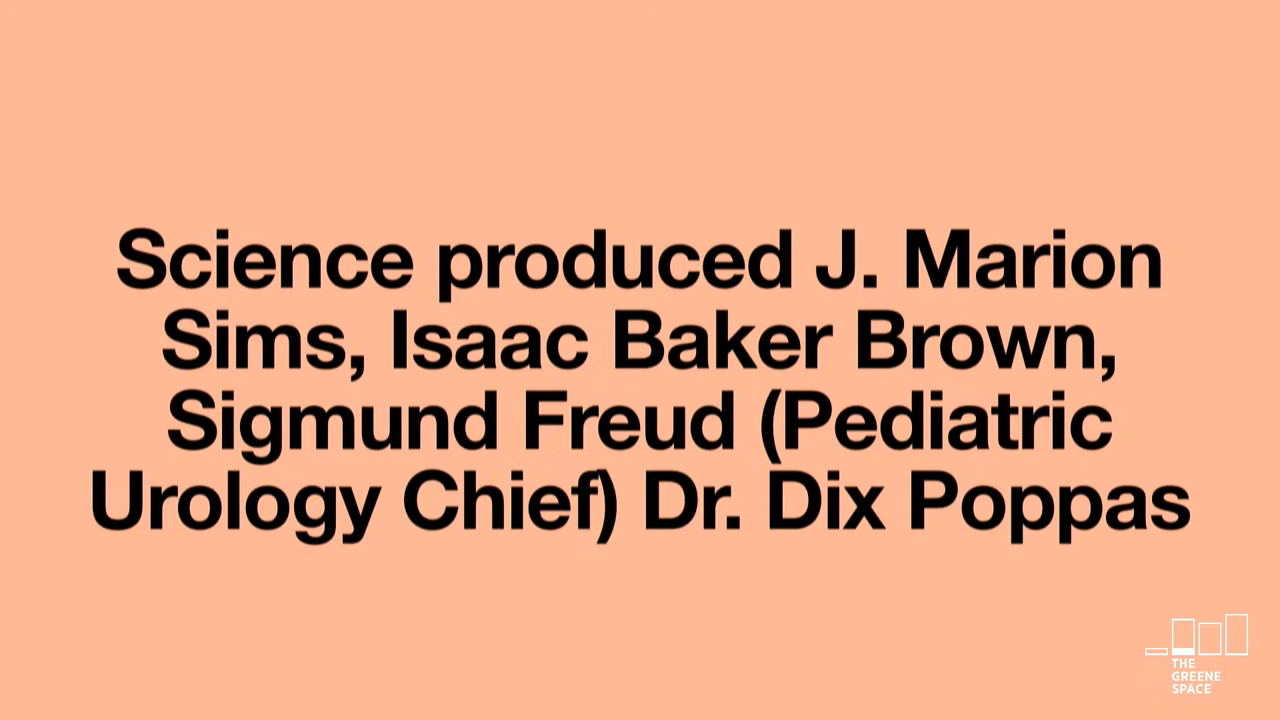 Science produced J. Marion
Sims, Isaac Baker Brown,
Sigmund Freud (Pediatric
Urology Chief) Dr. Dix Poppas
THE
GREENE
SPACE